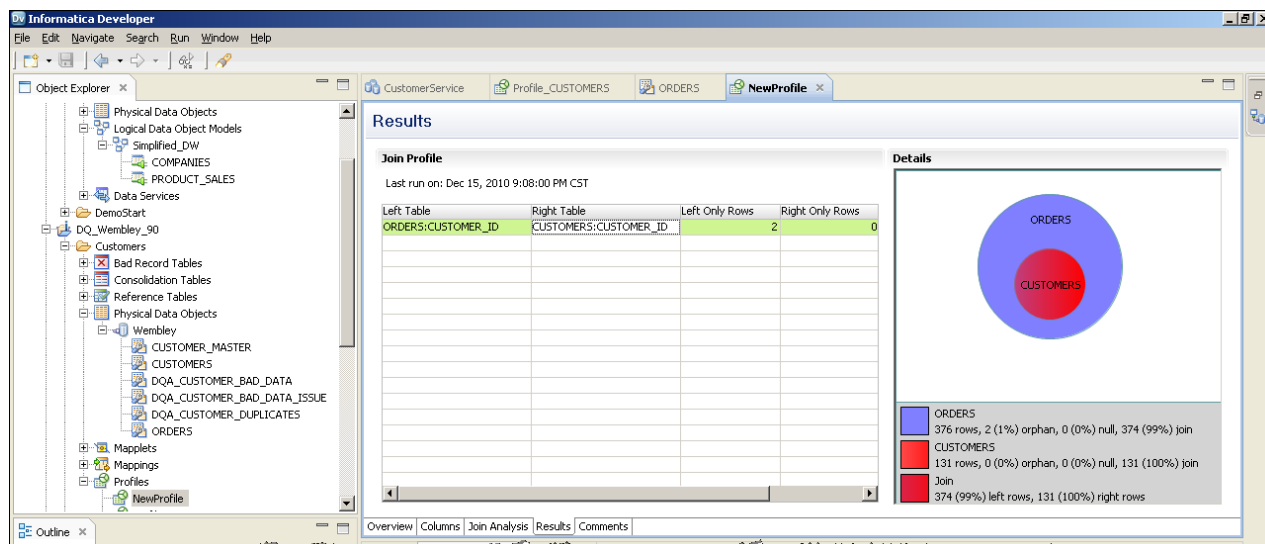 Dv Informatica Developer
File Edit Navigate Search Run Window Help
Object Explorer
Physical Data Objects
Logical Data Object Models
Simplified_DW
COMPANIES
PRODUCT_SALES
Data Services
DemoStart
DQ_Wembley_90
Customers
Bad Record Tables
Consolidation Tables
Reference Tables
Physical Data Objects
Wembley
CUSTOMER_MASTER
CUSTOMERS
DQA_CUSTOMER_BAD_DATA
DQA_CUSTOMER_BAD_DATA_ISSUE
DQA_CUSTOMER_DUPLICATES
ORDERS
Mapplets
Mappings
Profiles
NewProfile
Outline
CustomerService Profile_CUSTOMERS ORDERS NewProfile
Results
Join Profile
Last run on: Dec 15, 2010 9:08:00 PM CST
Left Table Right Table Left Only Rows Right Only Rows
ORDERS:CUSTOMER_ID CUSTOMERS:CUSTOMER_ID 2 0
Details
ORDERS
CUSTOMERS
ORDERS
376 rows, 2 (1%) orphan, 0 (0%) null, 374 (99%) join
CUSTOMERS
131 rows, 0 (0%) orphan, 0 (0%) null, 131 (100%) join
Join
374 (99%) left rows, 131 (100%) right rows
Overview Columns Join Analysis Results Comments